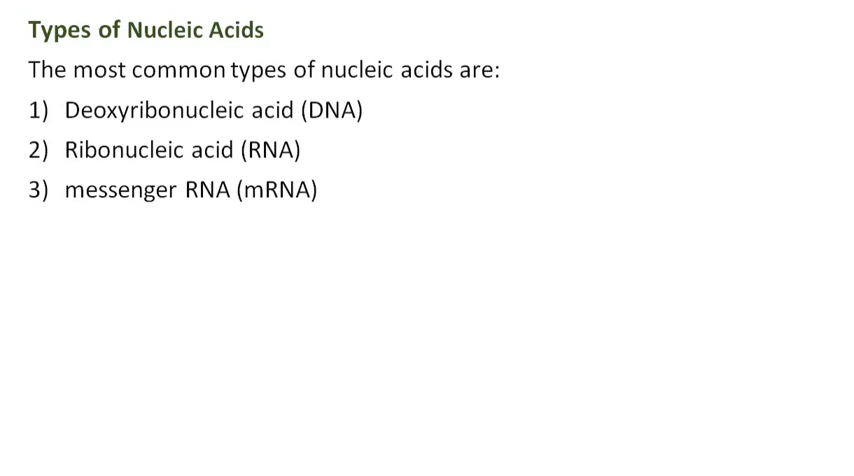 Types of Nucleic Acids
The most common types of nucleic acids are:
1) Deoxyribonucleic acid (DNA)
2) Ribonucleic acid (RNA)
3) messenger RNA (mRNA)